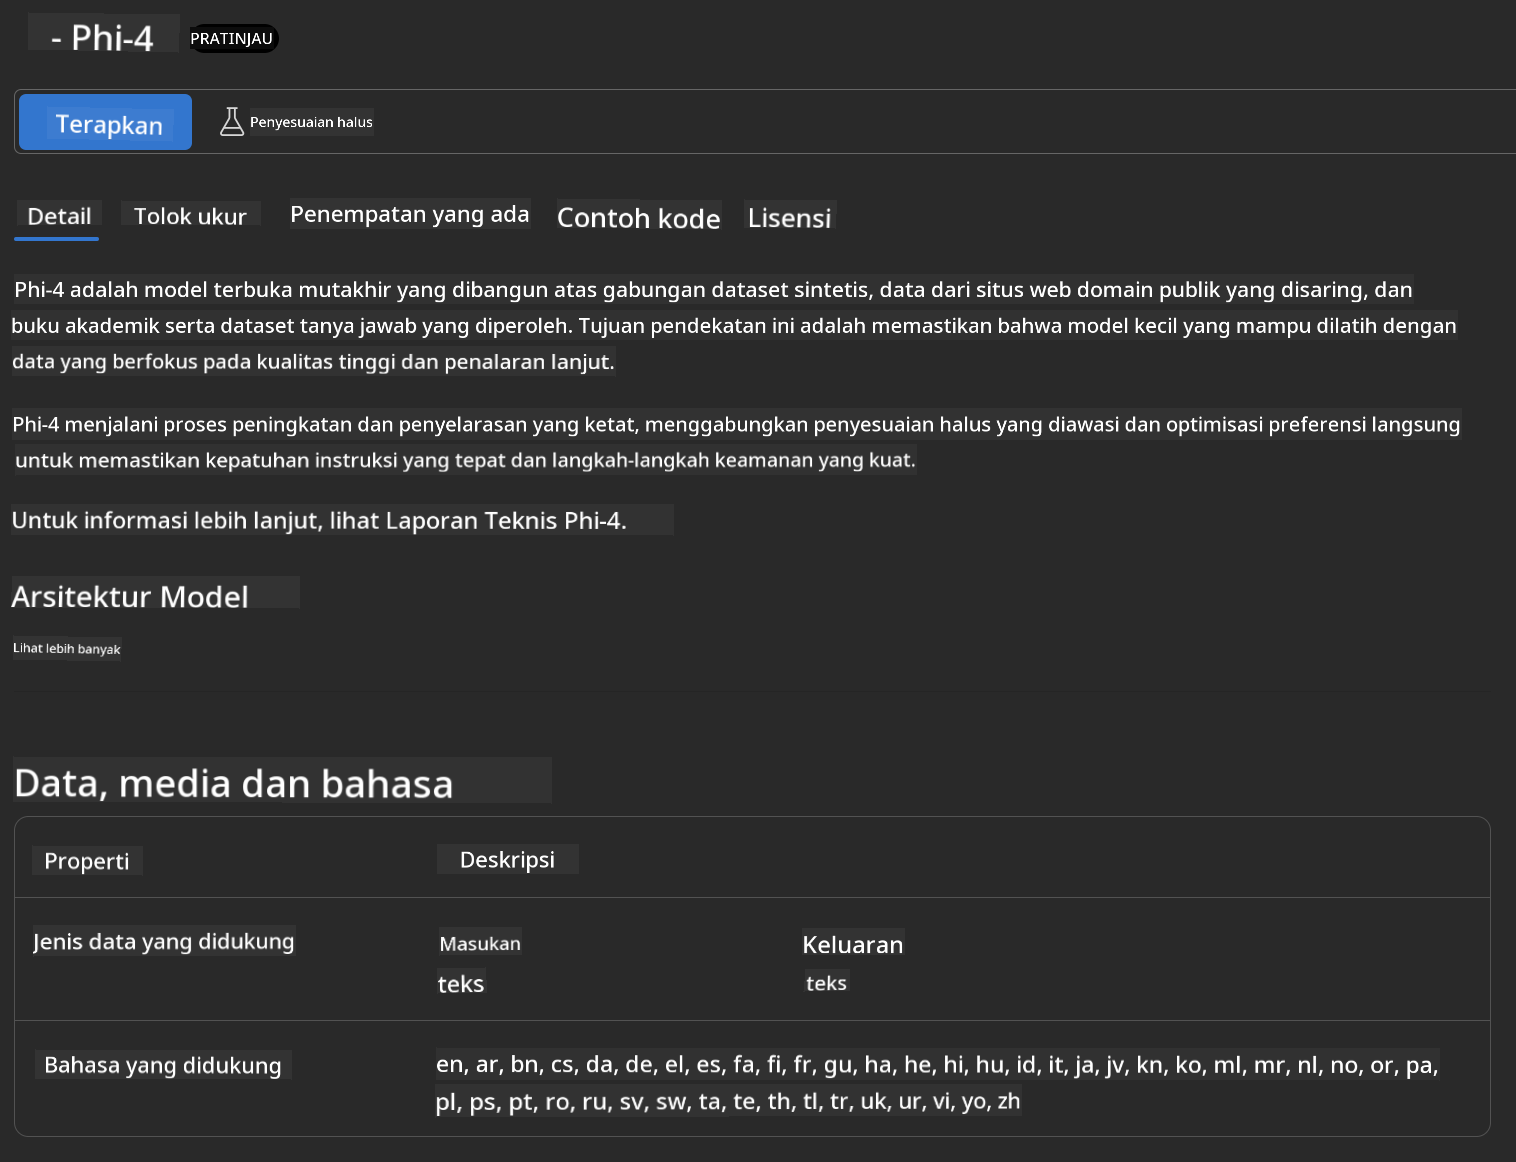 - Phi-4 PRATINJAU
Terapkan Penyesuaian halus
Detail Tolok ukur Penempatan yang ada Contoh kode Lisensi
Phi-4 adalah model terbuka mutakhir yang dibangun atas gabungan dataset sintetis, data dari situs web domain publik yang disaring, dan
buku akademik serta dataset tanya jawab yang diperoleh. Tujuan pendekatan ini adalah memastikan bahwa model kecil yang mampu dilatih dengan
data yang berfokus pada kualitas tinggi dan penalaran lanjut.
Phi-4 menjalani proses peningkatan dan penyelarasan yang ketat, menggabungkan penyesuaian halus yang diawasi dan optimisasi preferensi langsung
untuk memastikan kepatuhan instruksi yang tepat dan langkah-langkah keamanan yang kuat.
Untuk informasi lebih lanjut, lihat Laporan Teknis Phi-4.
Arsitektur Model
Lihat lebih banyak
Data, media dan bahasa
Properti Deskripsi
Jenis data yang didukung Masukan Keluaran
teks teks
Bahasa yang didukung en, ar, bn, cs, da, de, el, es, fa, fi, fr, gu, ha, he, hi, hu, id, it, ja, jv, kn, ko, ml, mr, nl, no, or, pa,
pl, ps, pt, ro, ru, sv, sw, ta, te, th, tl, tr, uk, ur, vi, yo, zh